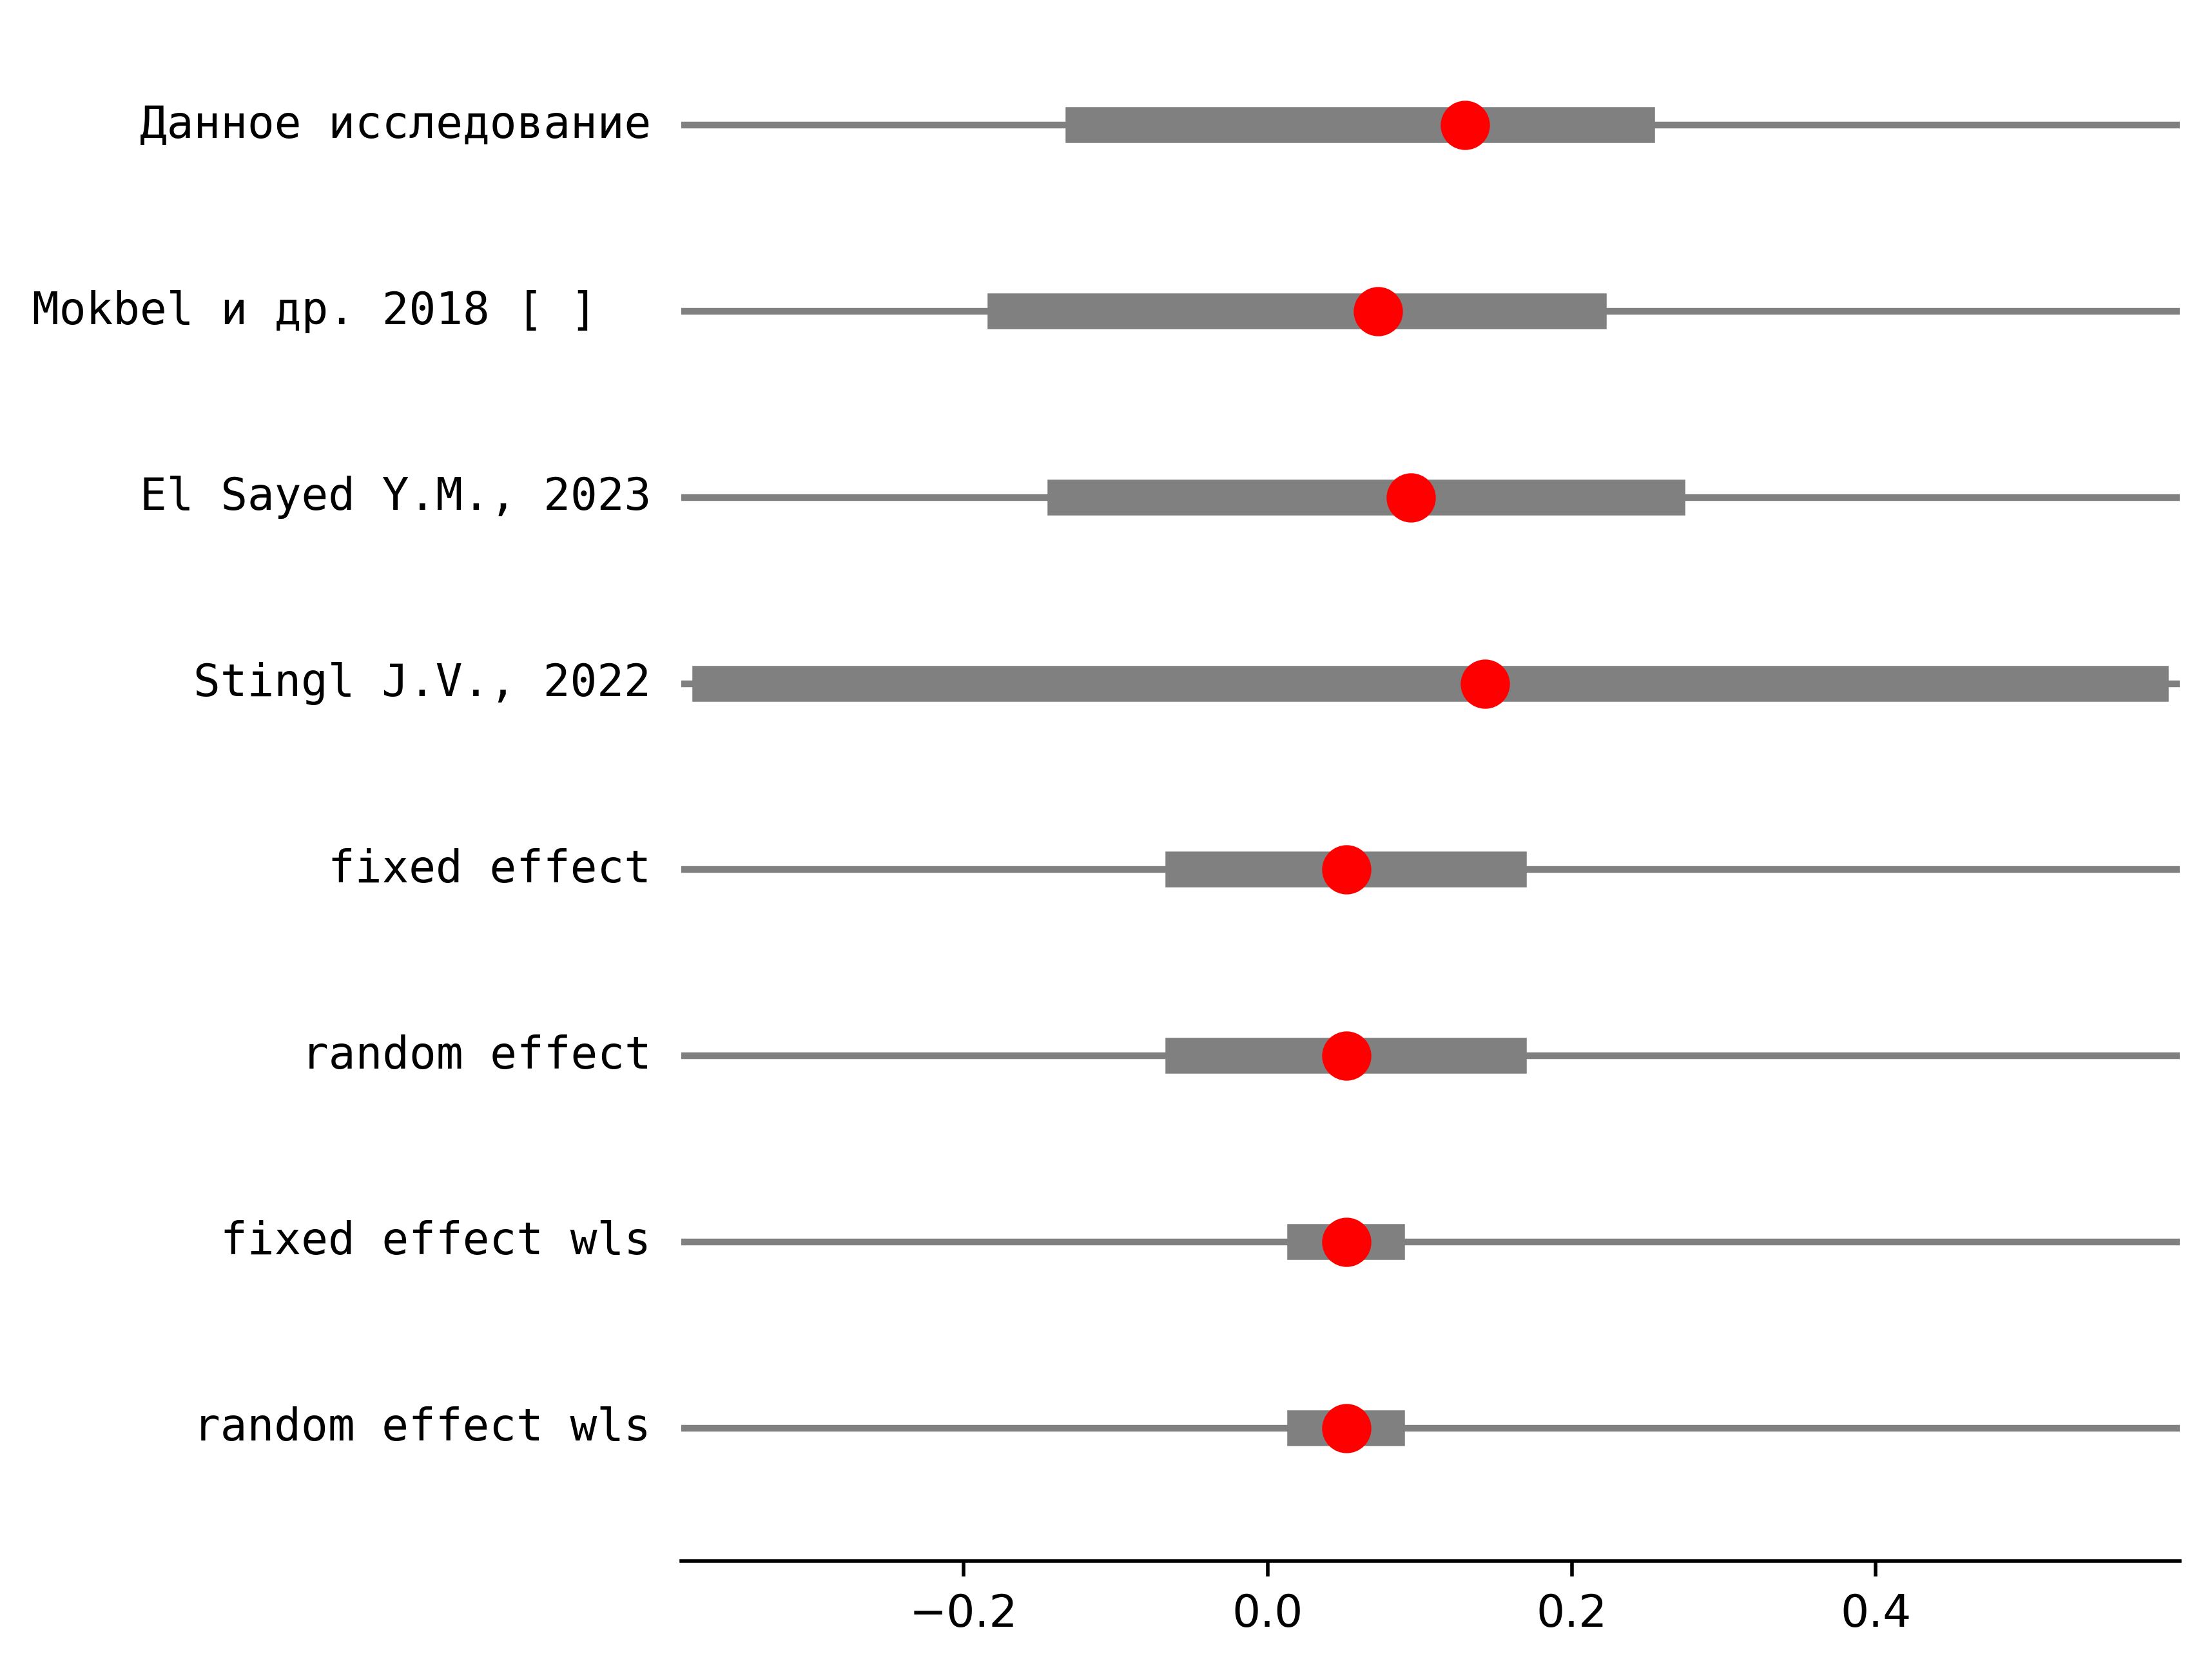 Данное исследование
Mokbel и др. 2018 [ ]
El Sayed Y.M., 2023
Stingl J.V., 2022
fixed effect
random effect
fixed effect wls
random effect wls
−0.2 0.0 0.2 0.4